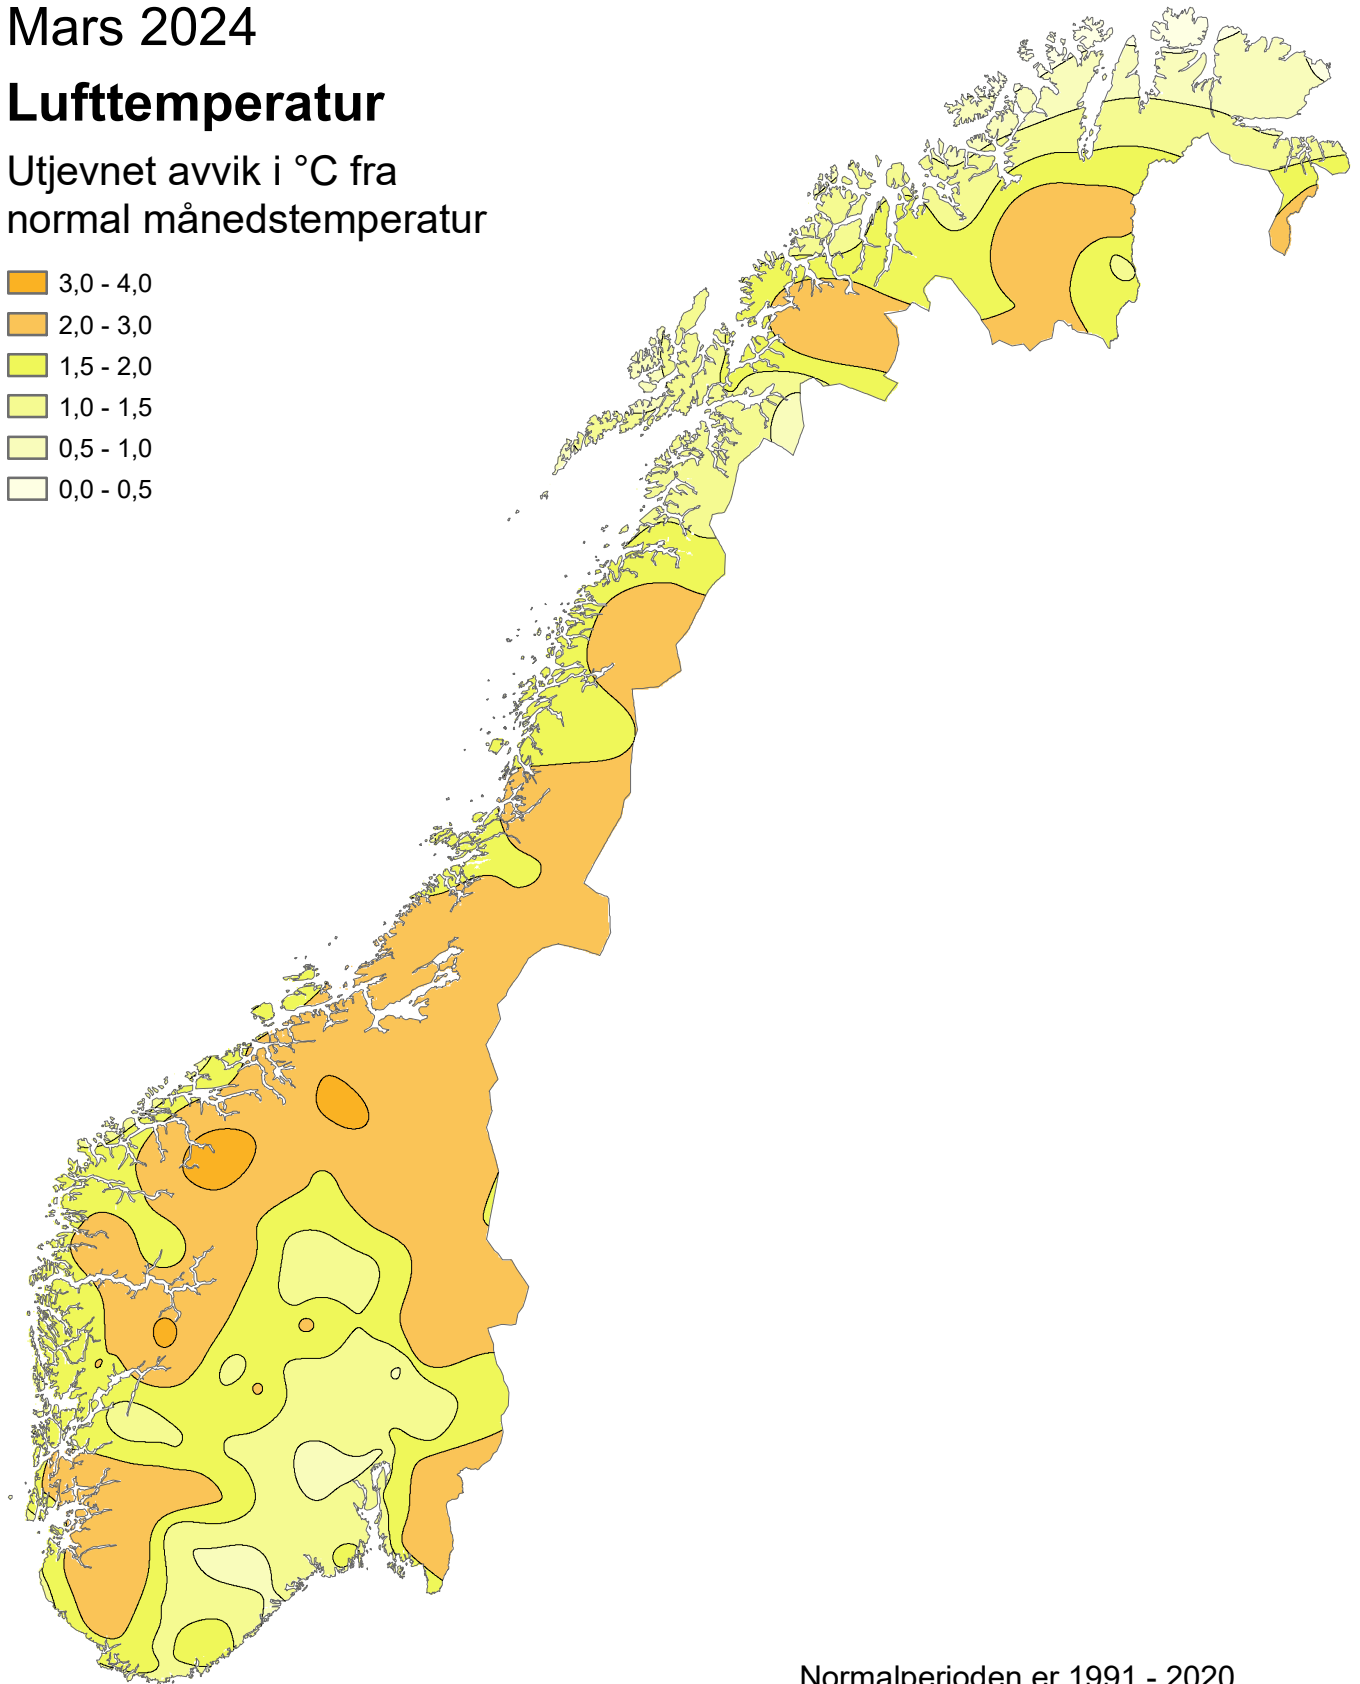 Mars 2024
Lufttemperatur
Utjevnet avvik i °C fra
normal månedstemperatur
3,0 - 4,0
2,0 - 3,0
1,5 - 2,0
1,0 - 1,5
0,5 - 1,0
0,0 - 0,5
Normalperioden er 1991 - 2020